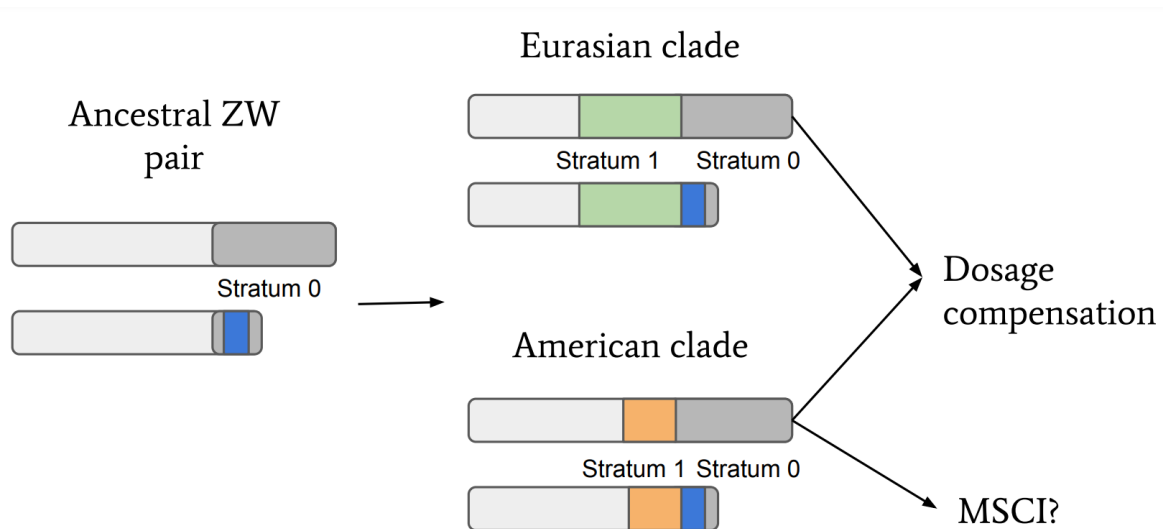 Ancestral ZW
pair
Stratum 0
Eurasian clade
Stratum 1 Stratum 0
American clade
Stratum 1 Stratum 0
Dosage
compensation
MSCI?